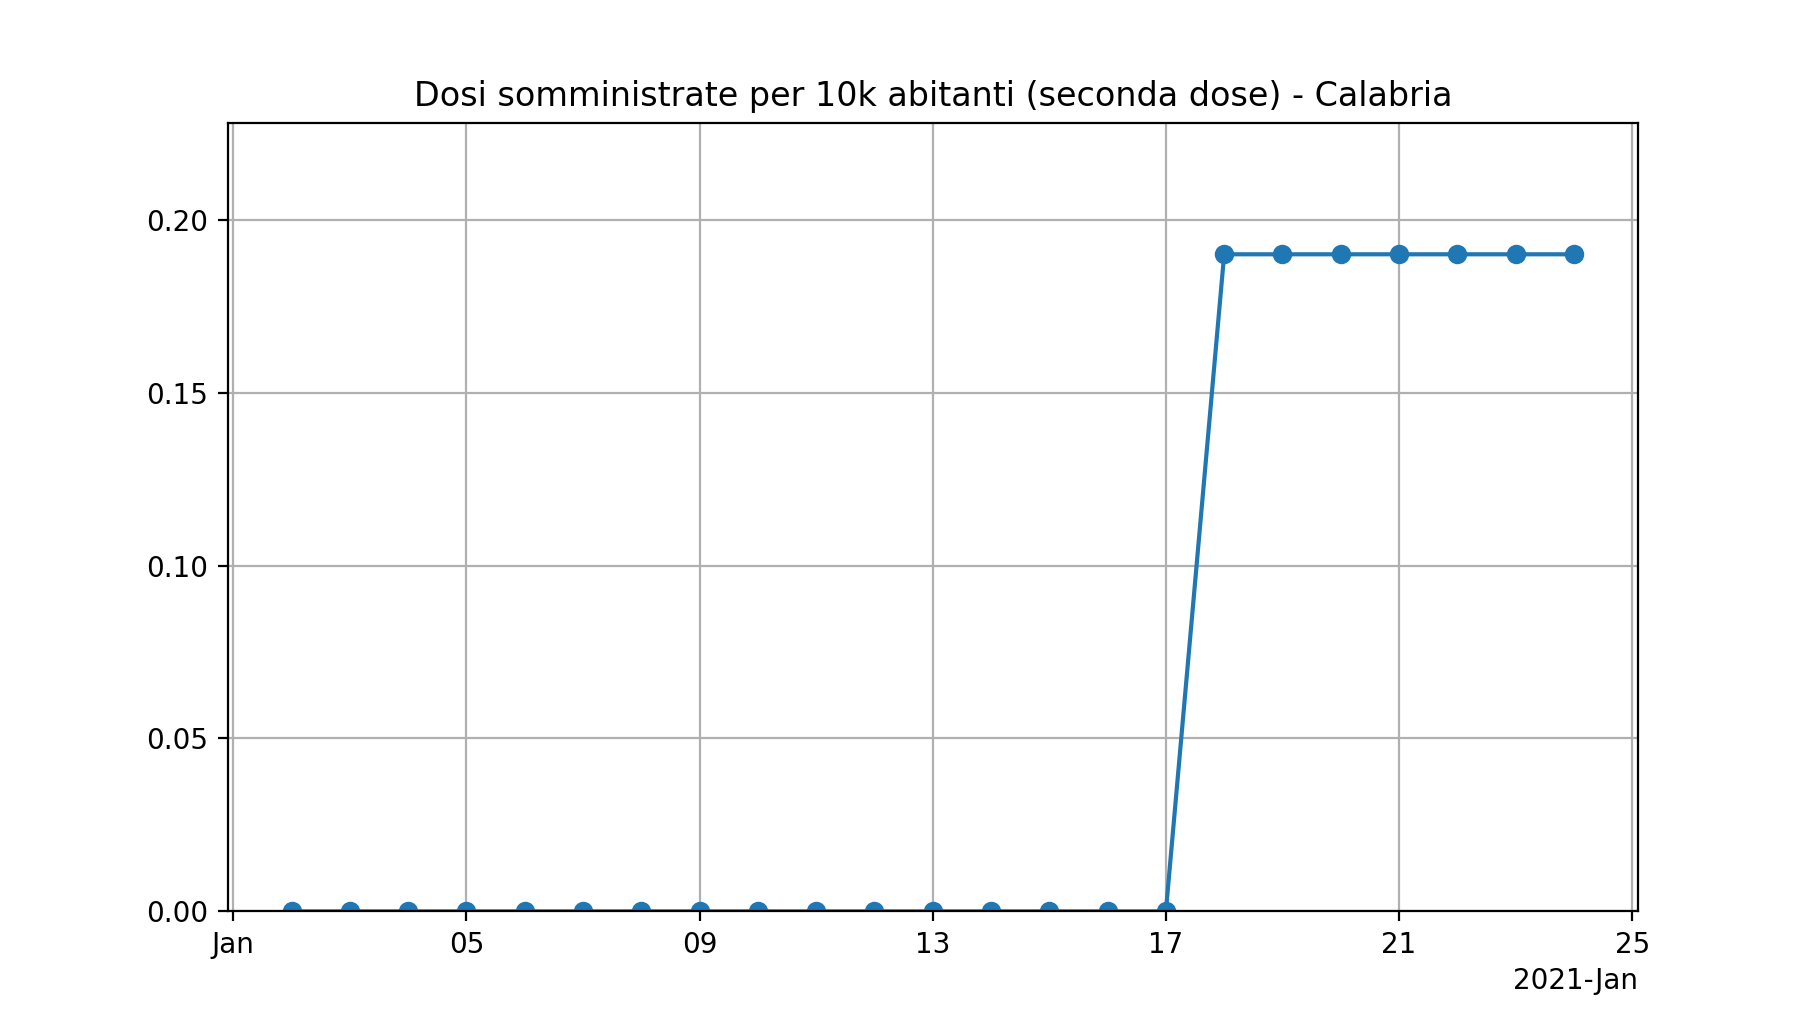 Dosi somministrate per 10k abitanti (seconda dose) - Calabria
0.20
0.15
0.10
0.05
0.00
Jan 05 09 13 17 21 25
2021-Jan